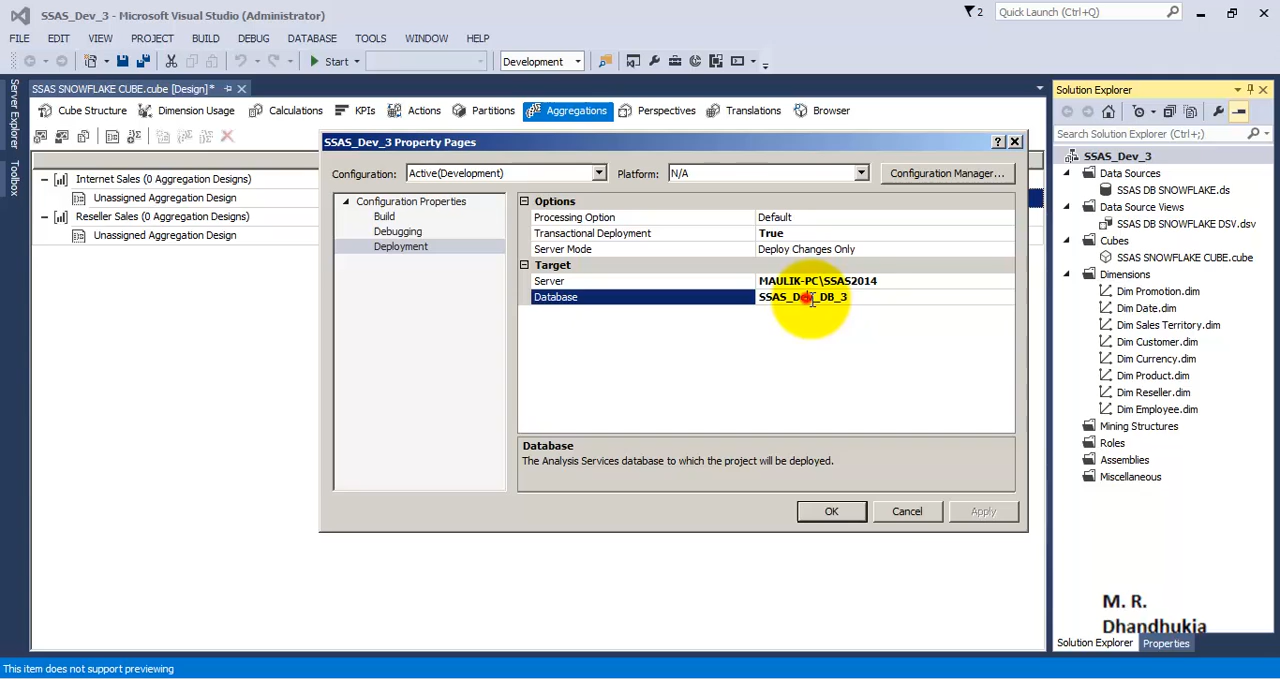 SSAS_Dev_3 - Microsoft Visual Studio (Administrator)
2
Quick Launch (Ctrl+Q)
FILE EDIT VIEW PROJECT BUILD DEBUG DATABASE TOOLS WINDOW HELP
Start
Development
Server Explorer
Toolbox
SSAS SNOWFLAKE CUBE.cube [Design]*
Cube Structure
Dimension Usage
Calculations
KPIs
Actions
Partitions
Aggregations
Perspectives
Translations
Browser
Internet Sales (0 Aggregation Designs)
Unassigned Aggregation Design
Reseller Sales (0 Aggregation Designs)
Unassigned Aggregation Design
SSAS_Dev_3 Property Pages
Configuration:
Active(Development)
Platform:
N/A
Configuration Manager...
Configuration Properties
Build
Debugging
Deployment
Options
Processing Option Default
Transactional Deployment True
Server Mode Deploy Changes Only
Target
Server MAULIK-PC\SSAS2014
Database SSAS_Dev_DB_3
Database
The Analysis Services database to which the project will be deployed.
OK
Cancel
Apply
Solution Explorer
Search Solution Explorer (Ctrl+;)
SSAS_Dev_3
Data Sources
SSAS DB SNOWFLAKE.ds
Data Source Views
SSAS DB SNOWFLAKE DSV.dsv
Cubes
SSAS SNOWFLAKE CUBE.cube
Dimensions
Dim Promotion.dim
Dim Date.dim
Dim Sales Territory.dim
Dim Customer.dim
Dim Currency.dim
Dim Product.dim
Dim Reseller.dim
Dim Employee.dim
Mining Structures
Roles
Assemblies
Miscellaneous
M. R.
Dhandhukia
Solution Explorer
Properties
This item does not support previewing